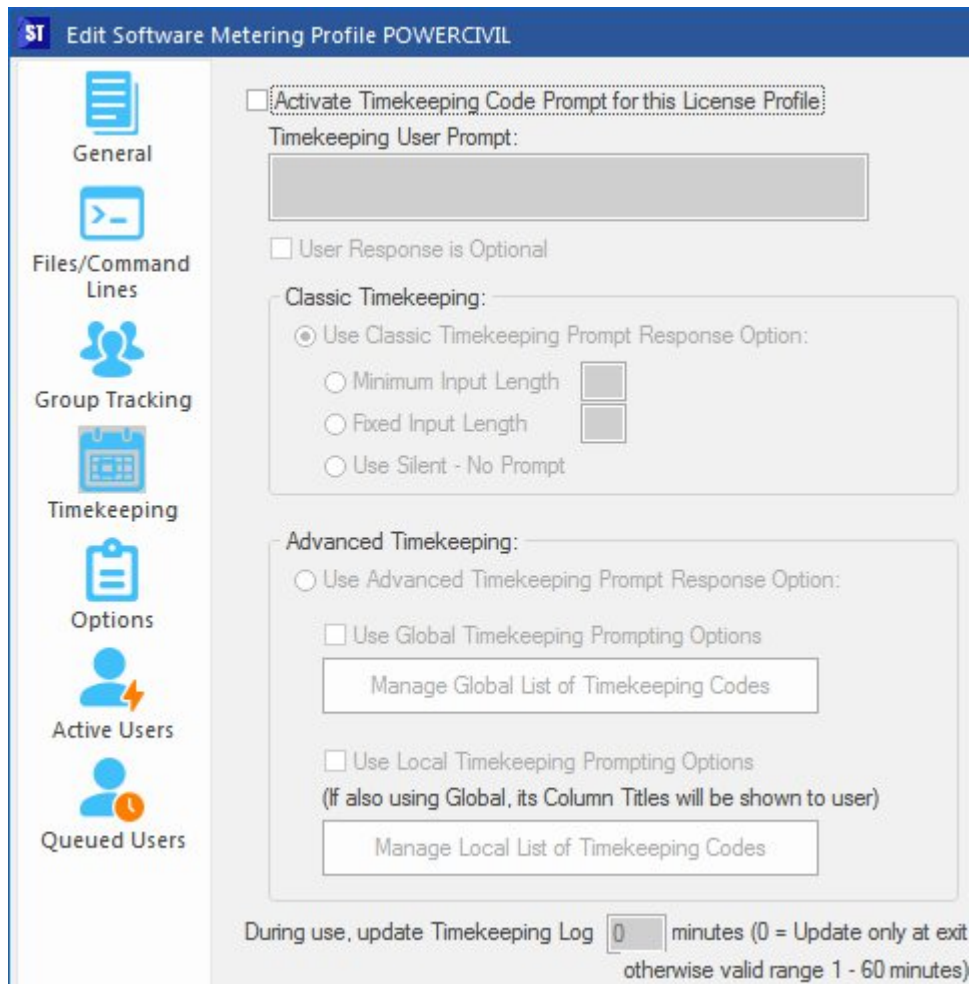 ST Edit Software Metering Profile POWERCIVIL
General
Files/Command
Lines
Group Tracking
Timekeeping
Options
Active Users
Queued Users
Activate Timekeeping Code Prompt for this License Profile
Timekeeping User Prompt:
User Response is Optional
Classic Timekeeping:
Use Classic Timekeeping Prompt Response Option:
Minimum Input Length
Fixed Input Length
Use Silent - No Prompt
Advanced Timekeeping:
Use Advanced Timekeeping Prompt Response Option:
Use Global Timekeeping Prompting Options
Manage Global List of Timekeeping Codes
Use Local Timekeeping Prompting Options
(If also using Global, its Column Titles will be shown to user)
Manage Local List of Timekeeping Codes
During use, update Timekeeping Log 0 minutes (0 = Update only at exit
otherwise valid range 1 - 60 minutes)